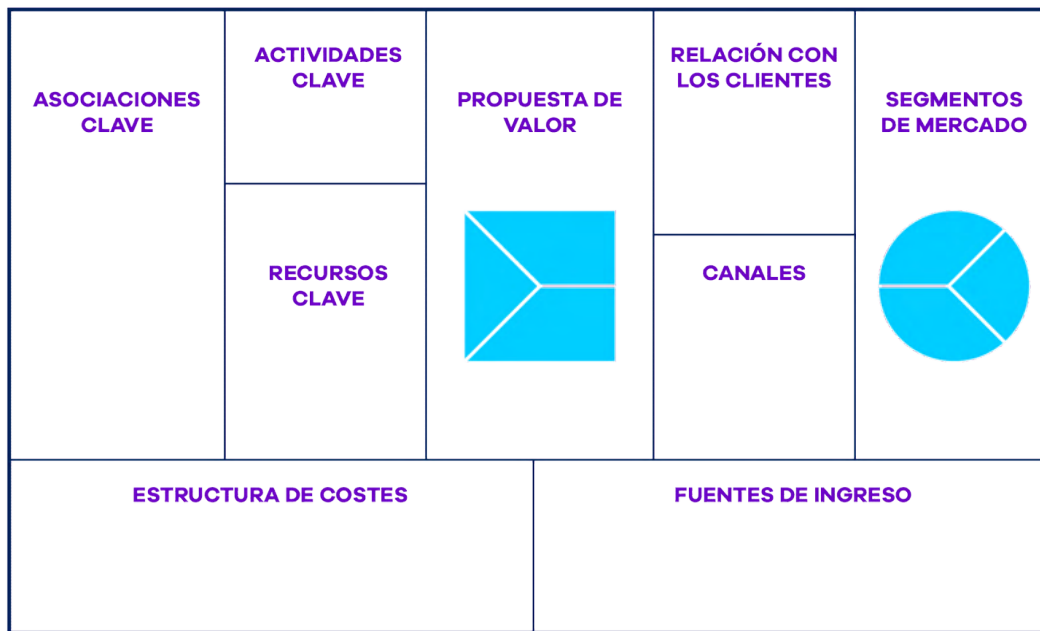 ASOCIACIONES
CLAVE
ACTIVIDADES
CLAVE
RECURSOS
CLAVE
PROPUESTA DE
VALOR
RELACIÓN CON
LOS CLIENTES
CANALES
SEGMENTOS
DE MERCADO
ESTRUCTURA DE COSTES
FUENTES DE INGRESO